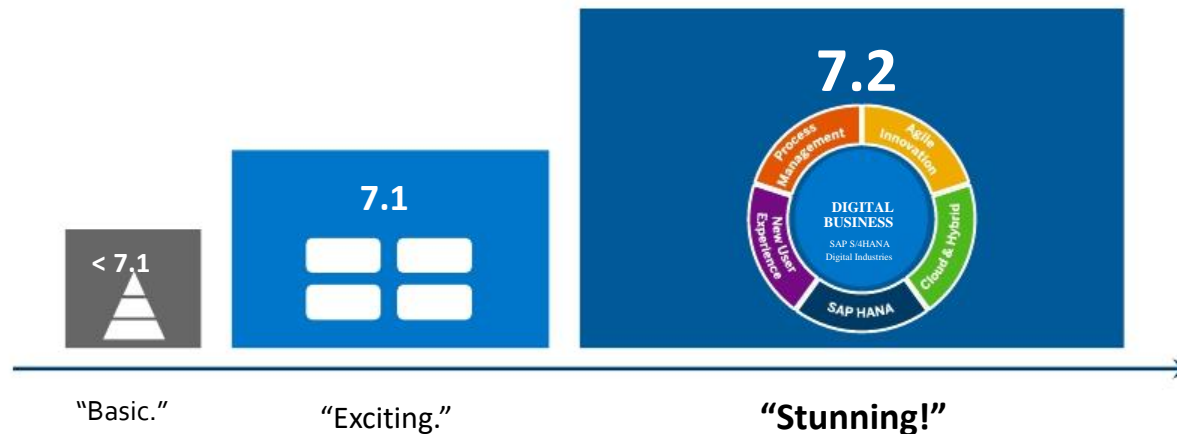 7.2
Process
Management
Agile
Innovation
7.1
DIGITAL
BUSINESS
New User
Experience
Cloud & Hybrid
SAP S/4HANA
Digital Industries
< 7.1
SAP HANA
“Basic.”
“Exciting.”
“Stunning!”